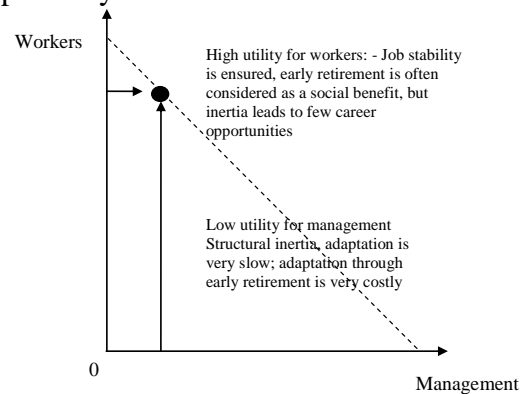 Workers
High utility for workers: - Job stability
is ensured, early retirement is often
considered as a social benefit, but
inertia leads to few career
opportunities
Low utility for management
Structural inertia, adaptation is
very slow; adaptation through
early retirement is very costly
0
Management